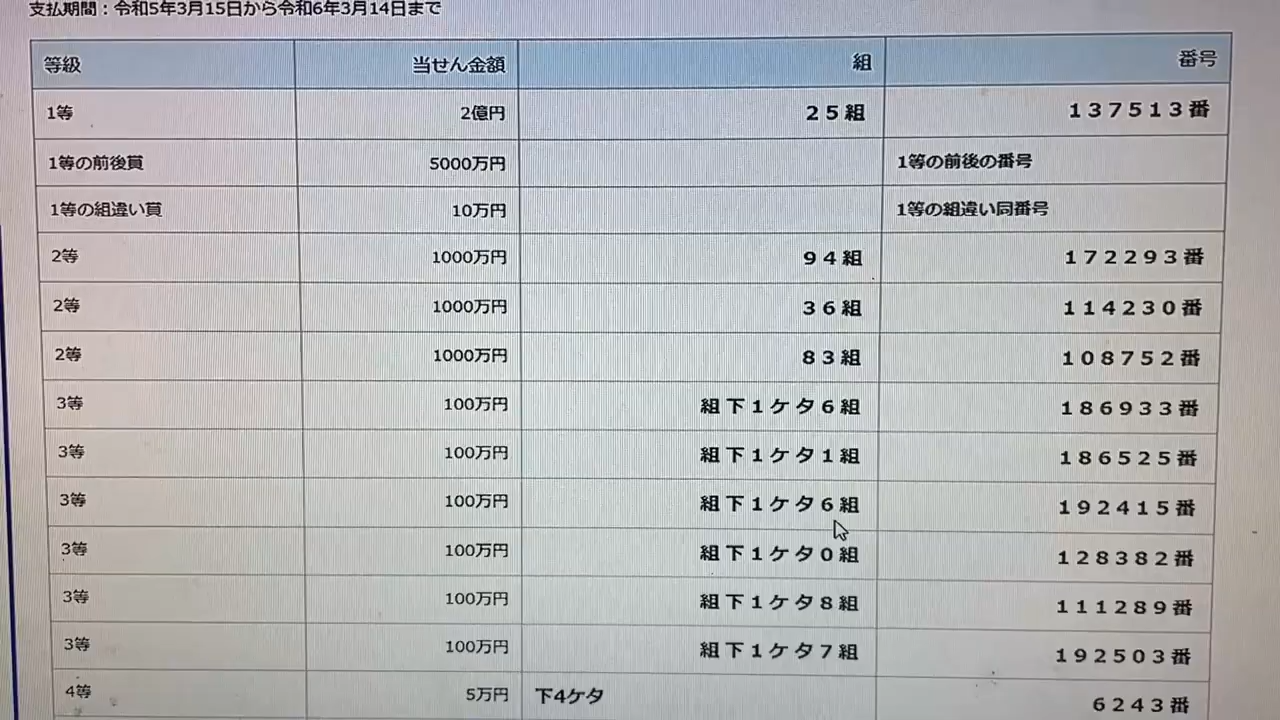 支払期間：令和5年3月15日から令和6年3月14日まで
等級 当せん金額 組 番号
1等 2億円 25組 137513番
1等の前後賞 5000万円 1等の前後の番号
1等の組違い賞 10万円 1等の組違い同番号
2等 1000万円 94組 172293番
2等 1000万円 36組 114230番
2等 1000万円 83組 108752番
3等 100万円 組下1ケタ6組 186933番
3等 100万円 組下1ケタ1組 186525番
3等 100万円 組下1ケタ6組 192415番
3等 100万円 組下1ケタ0組 128382番
3等 100万円 組下1ケタ8組 111289番
3等 100万円 組下1ケタ7組 192503番
4等 5万円 下4ケタ 6243番